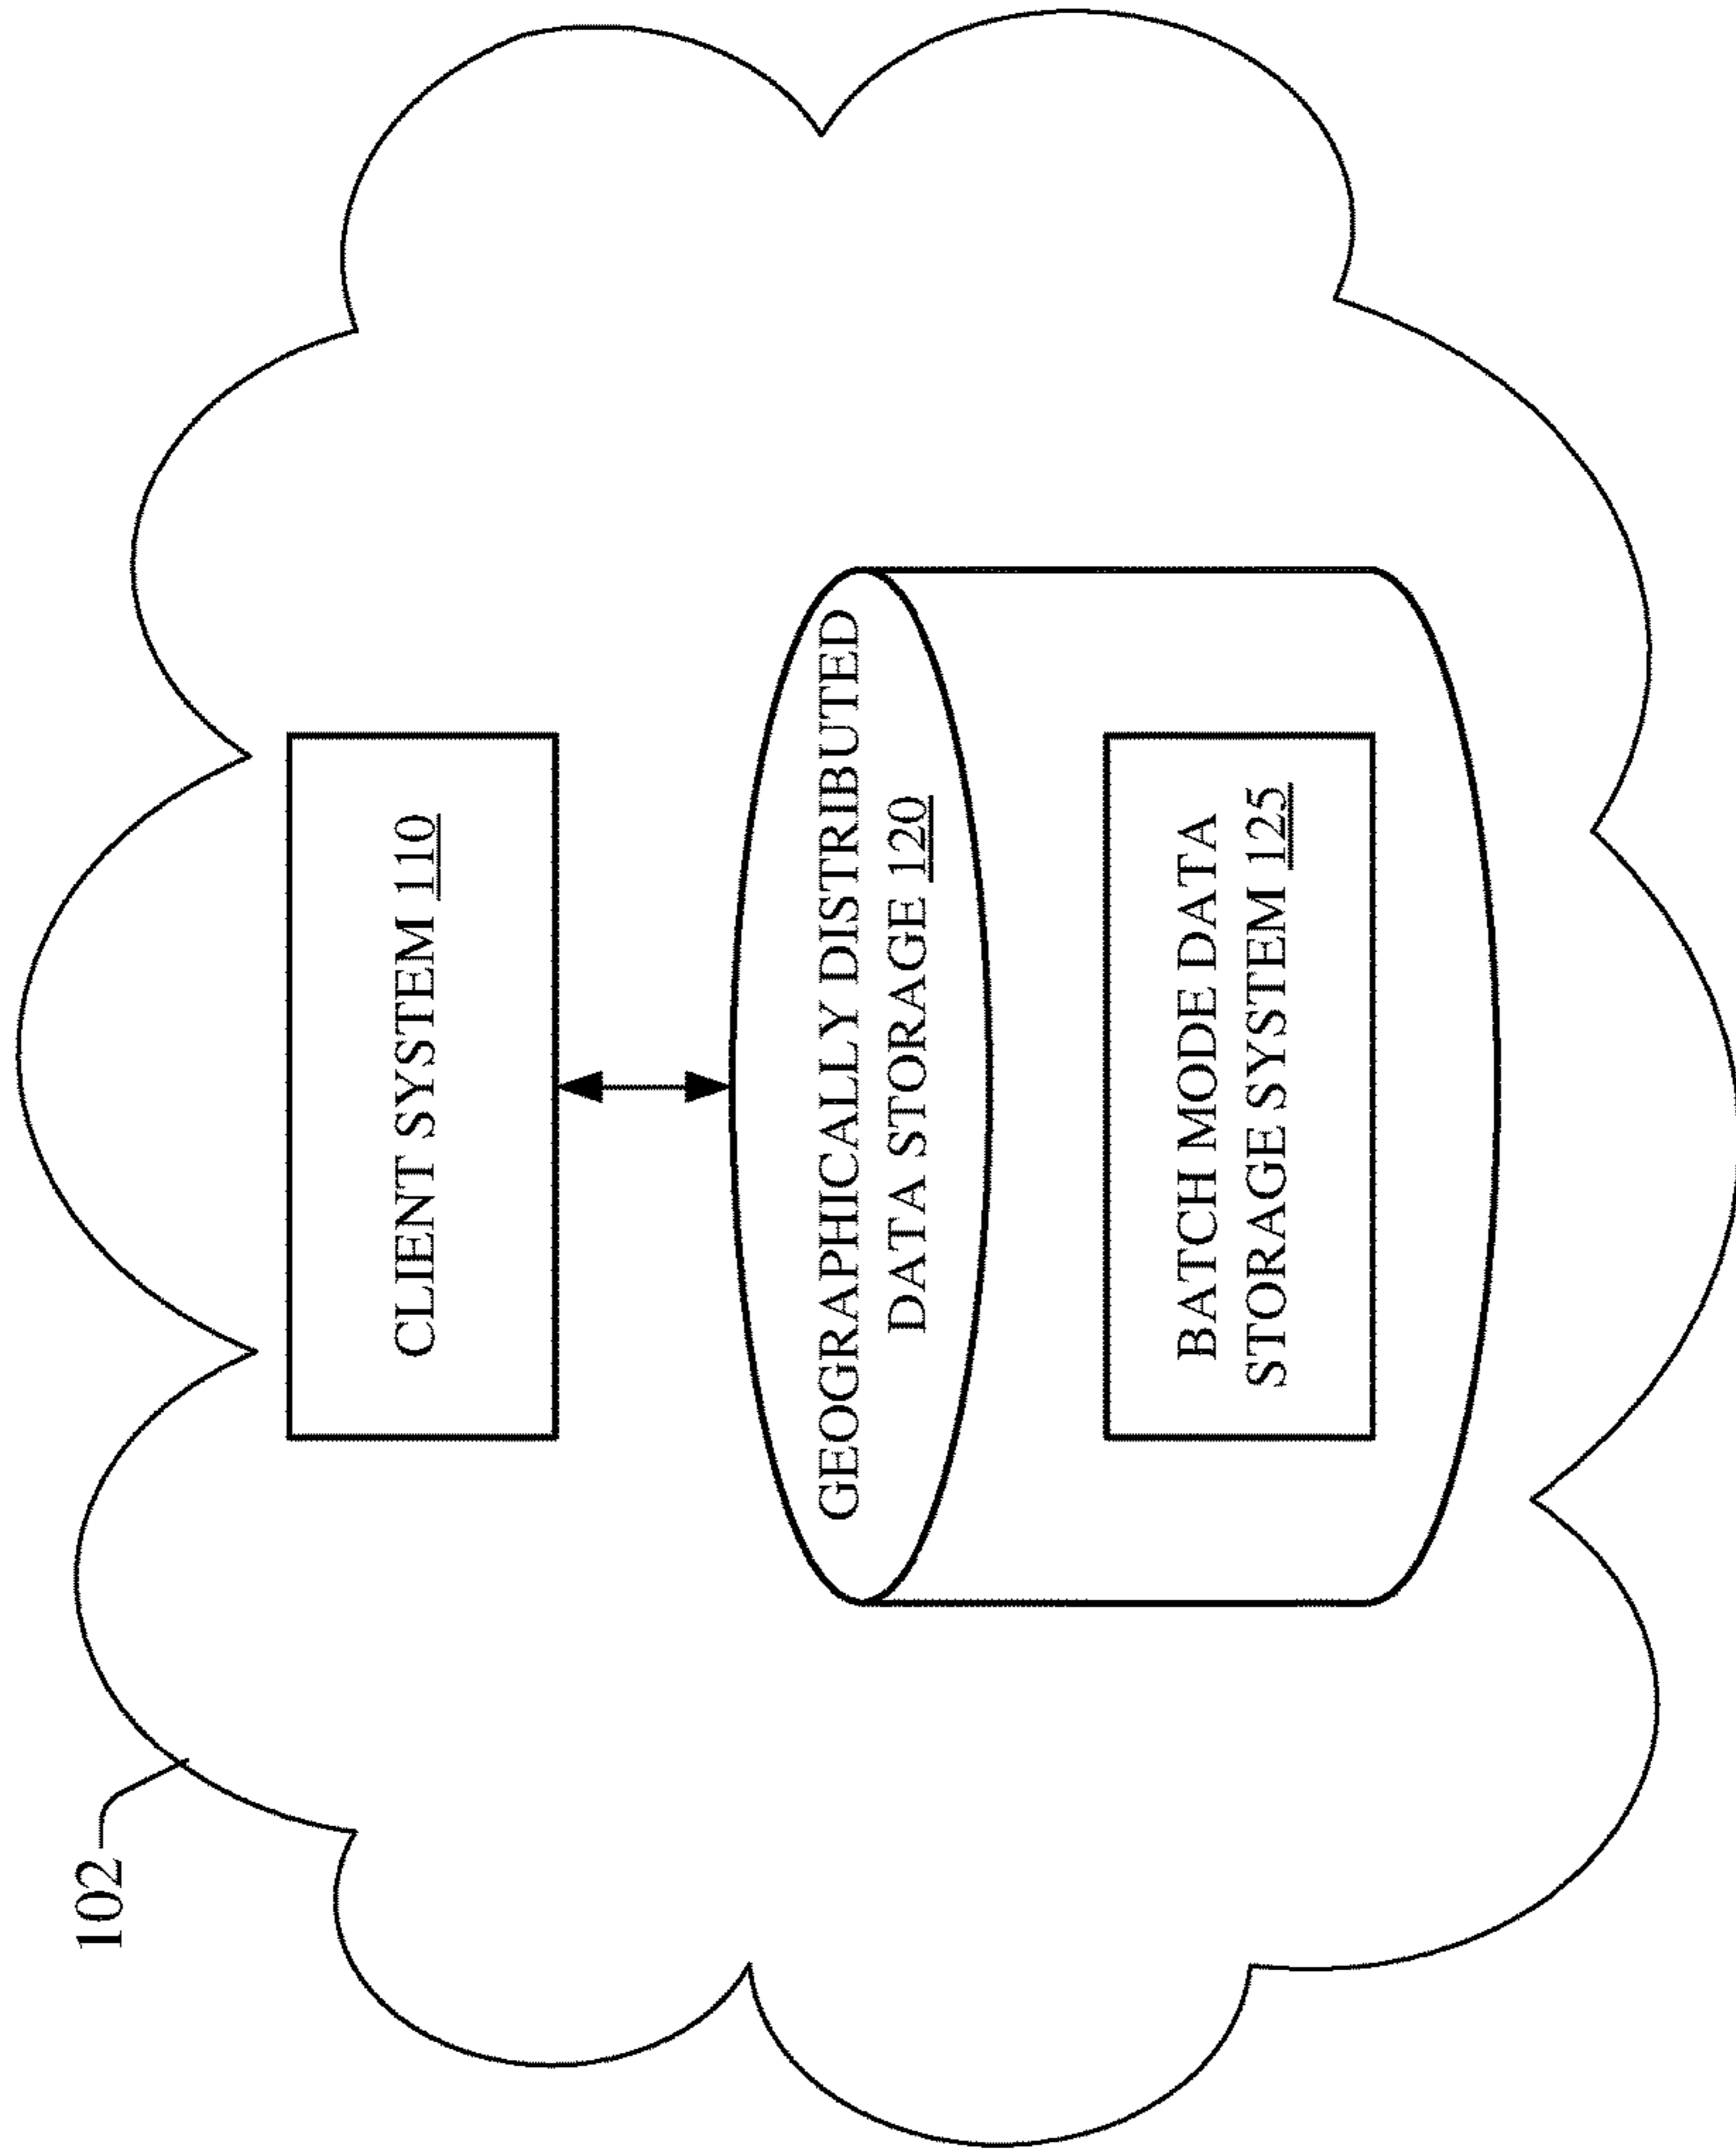 102
CLIENT SYSTEM 110
GEOGRAPHICALLY DISTRIBUTED
DATA STORAGE 120
BATCH MODE DATA
STORAGE SYSTEM 125